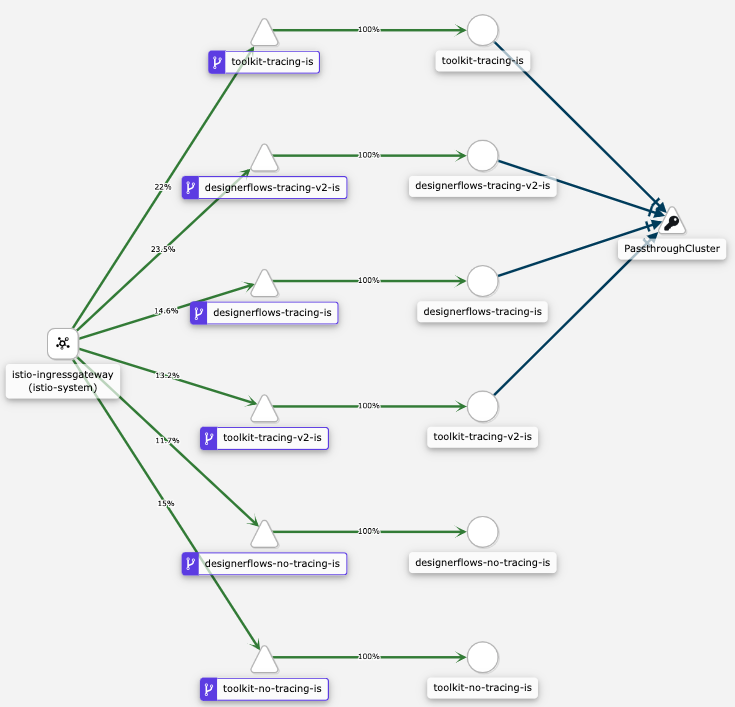 100%
toolkit-tracing-is
toolkit-tracing-is
22%
100%
designerflows-tracing-v2-is
designerflows-tracing-v2-is
23.5%
PassthroughCluster
100%
14.6%
designerflows-tracing-is
designerflows-tracing-is
istio-ingressgateway
(istio-system)
13.2%
100%
toolkit-tracing-v2-is
toolkit-tracing-v2-is
11.7%
100%
designerflows-no-tracing-is
designerflows-no-tracing-is
15%
100%
toolkit-no-tracing-is
toolkit-no-tracing-is